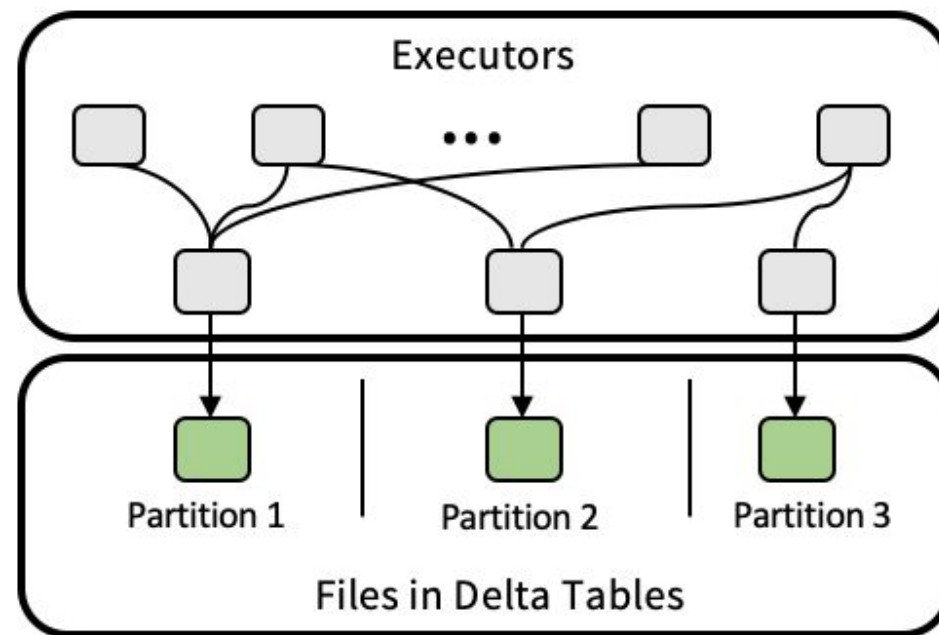 Executors
...
Partition 1
Partition 2
Partition 3
Files in Delta Tables